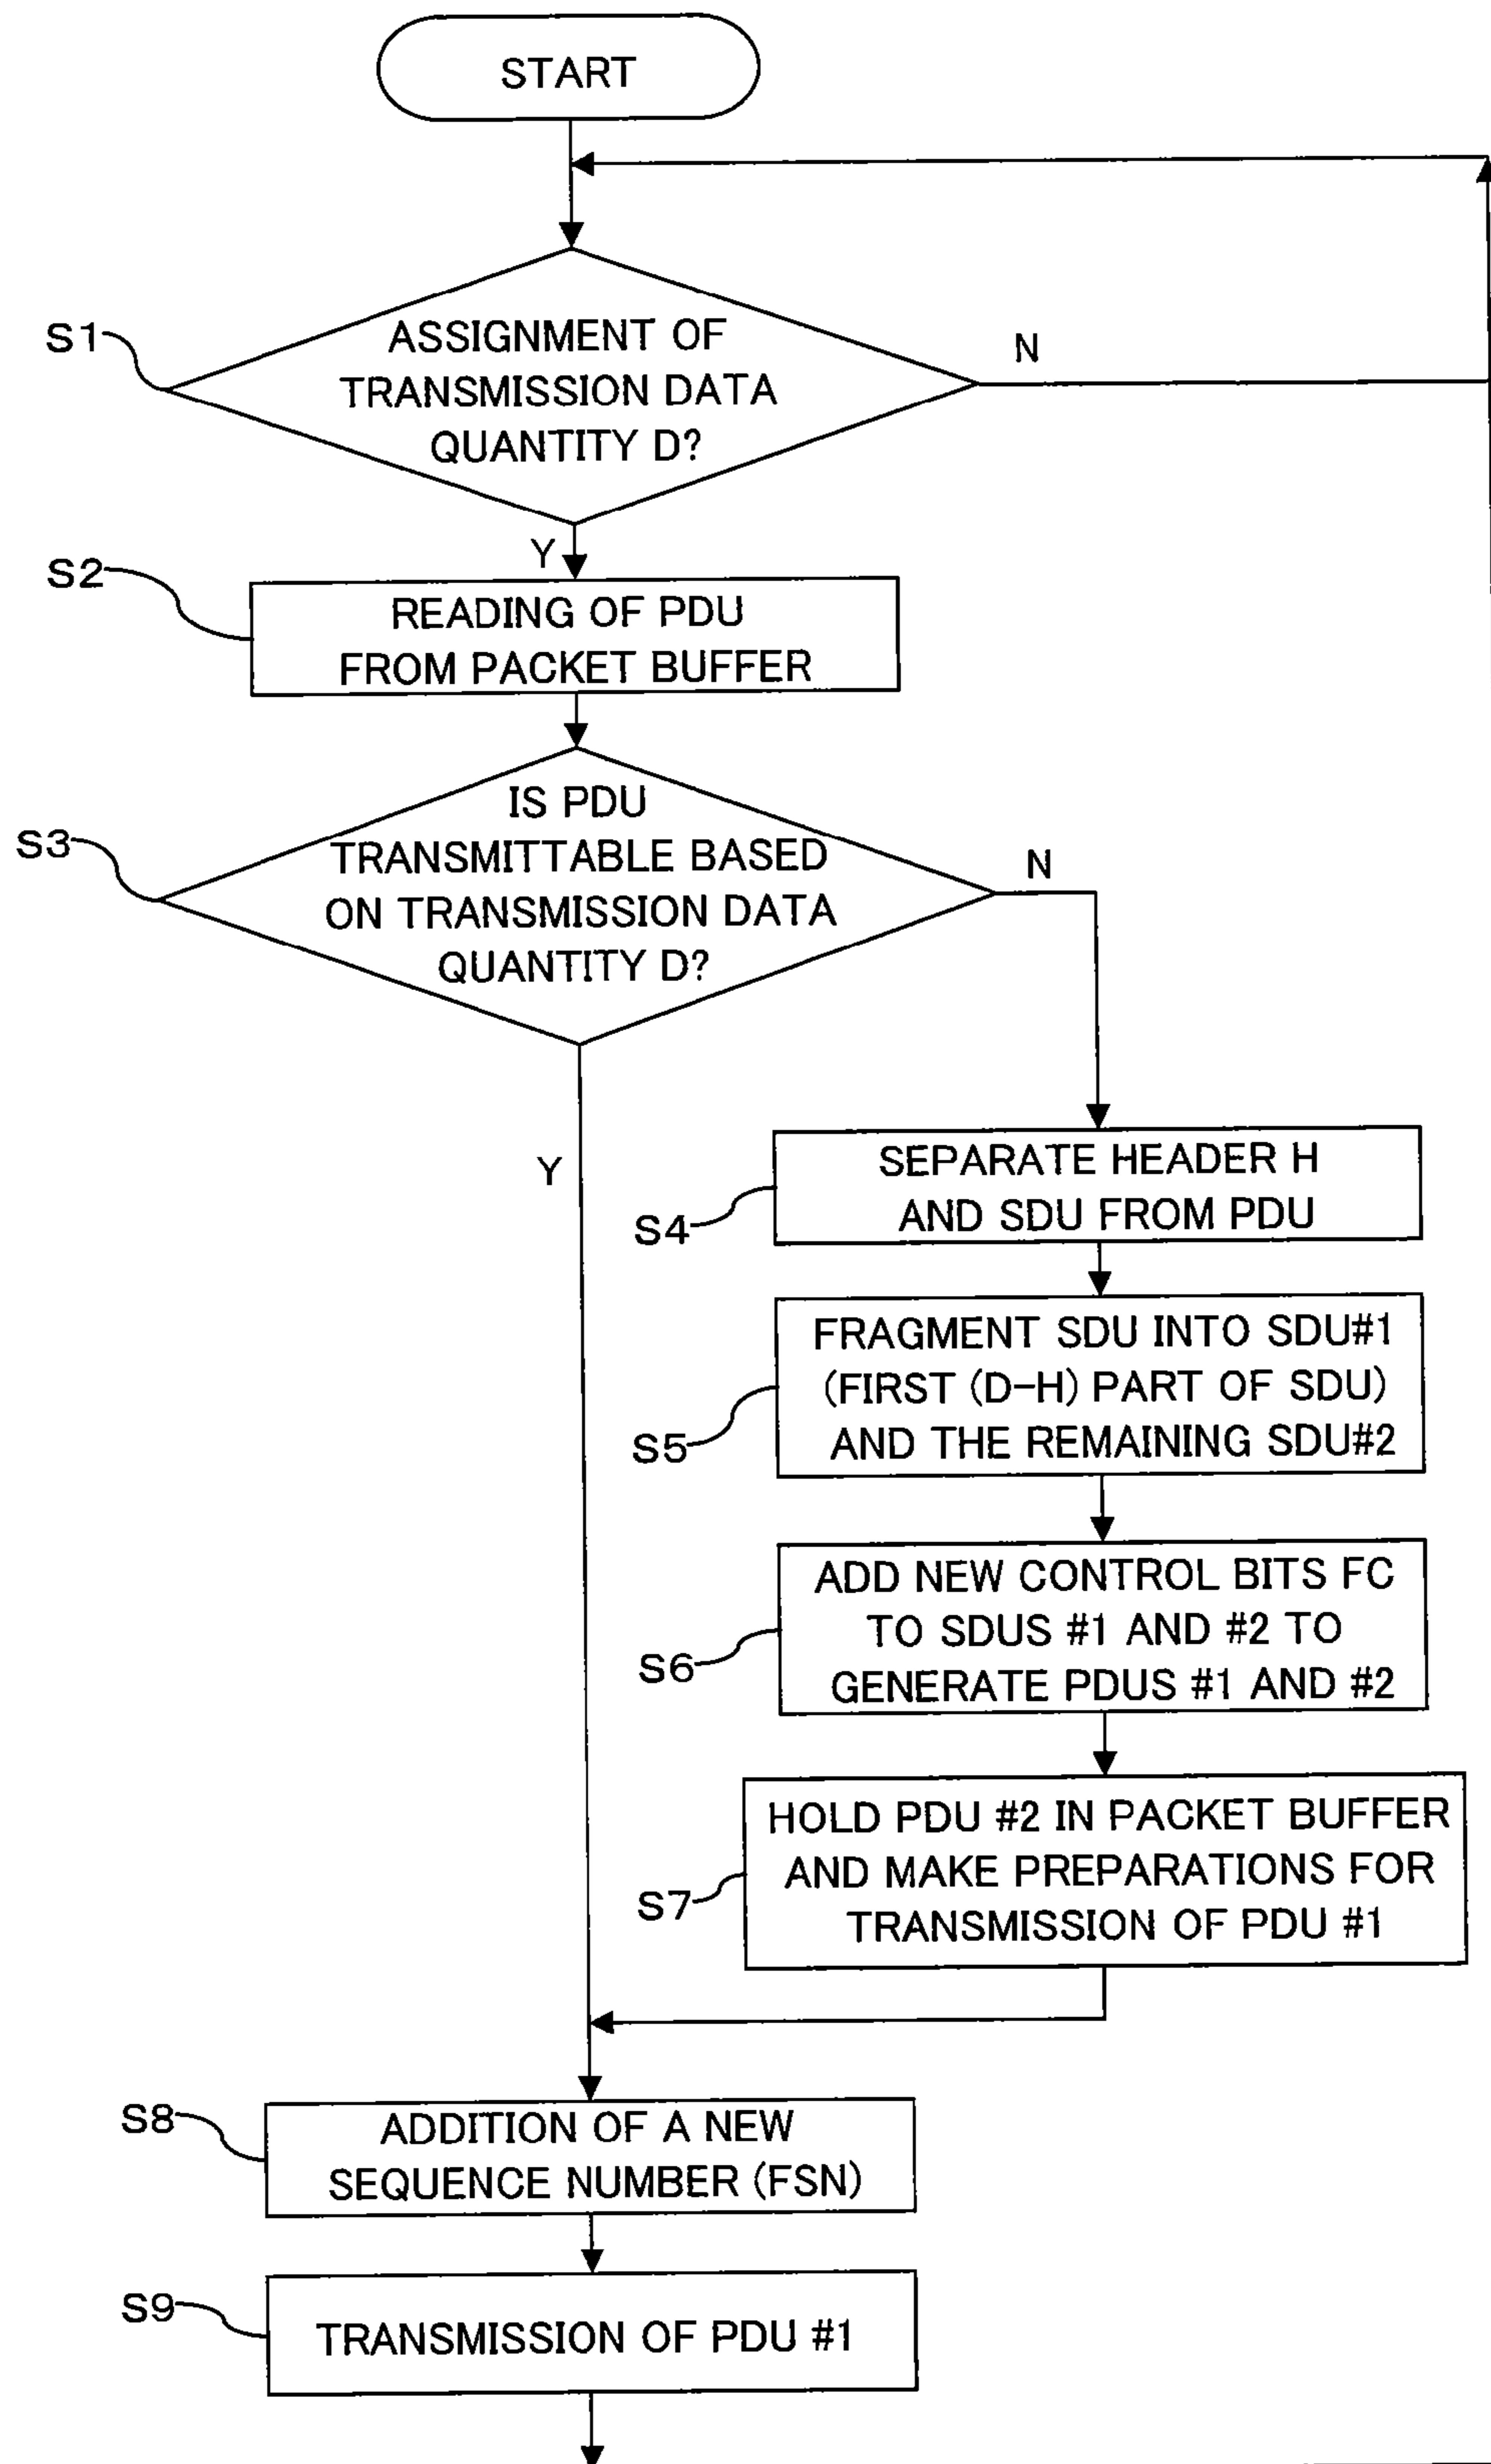 START
S1
ASSIGNMENT OF
TRANSMISSION DATA
QUANTITY D?
N
Y
S2
READING OF PDU
FROM PACKET BUFFER
S3
IS PDU
TRANSMITTABLE BASED
ON TRANSMISSION DATA
QUANTITY D?
N
Y
S4
SEPARATE HEADER H
AND SDU FROM PDU
S5
FRAGMENT SDU INTO SDU#1
(FIRST (D-H) PART OF SDU)
AND THE REMAINING SDU#2
S6
ADD NEW CONTROL BITS FC
TO SDUS #1 AND #2 TO
GENERATE PDUS #1 AND #2
S7
HOLD PDU #2 IN PACKET BUFFER
AND MAKE PREPARATIONS FOR
TRANSMISSION OF PDU #1
S8
ADDITION OF A NEW
SEQUENCE NUMBER (FSN)
S9
TRANSMISSION OF PDU #1